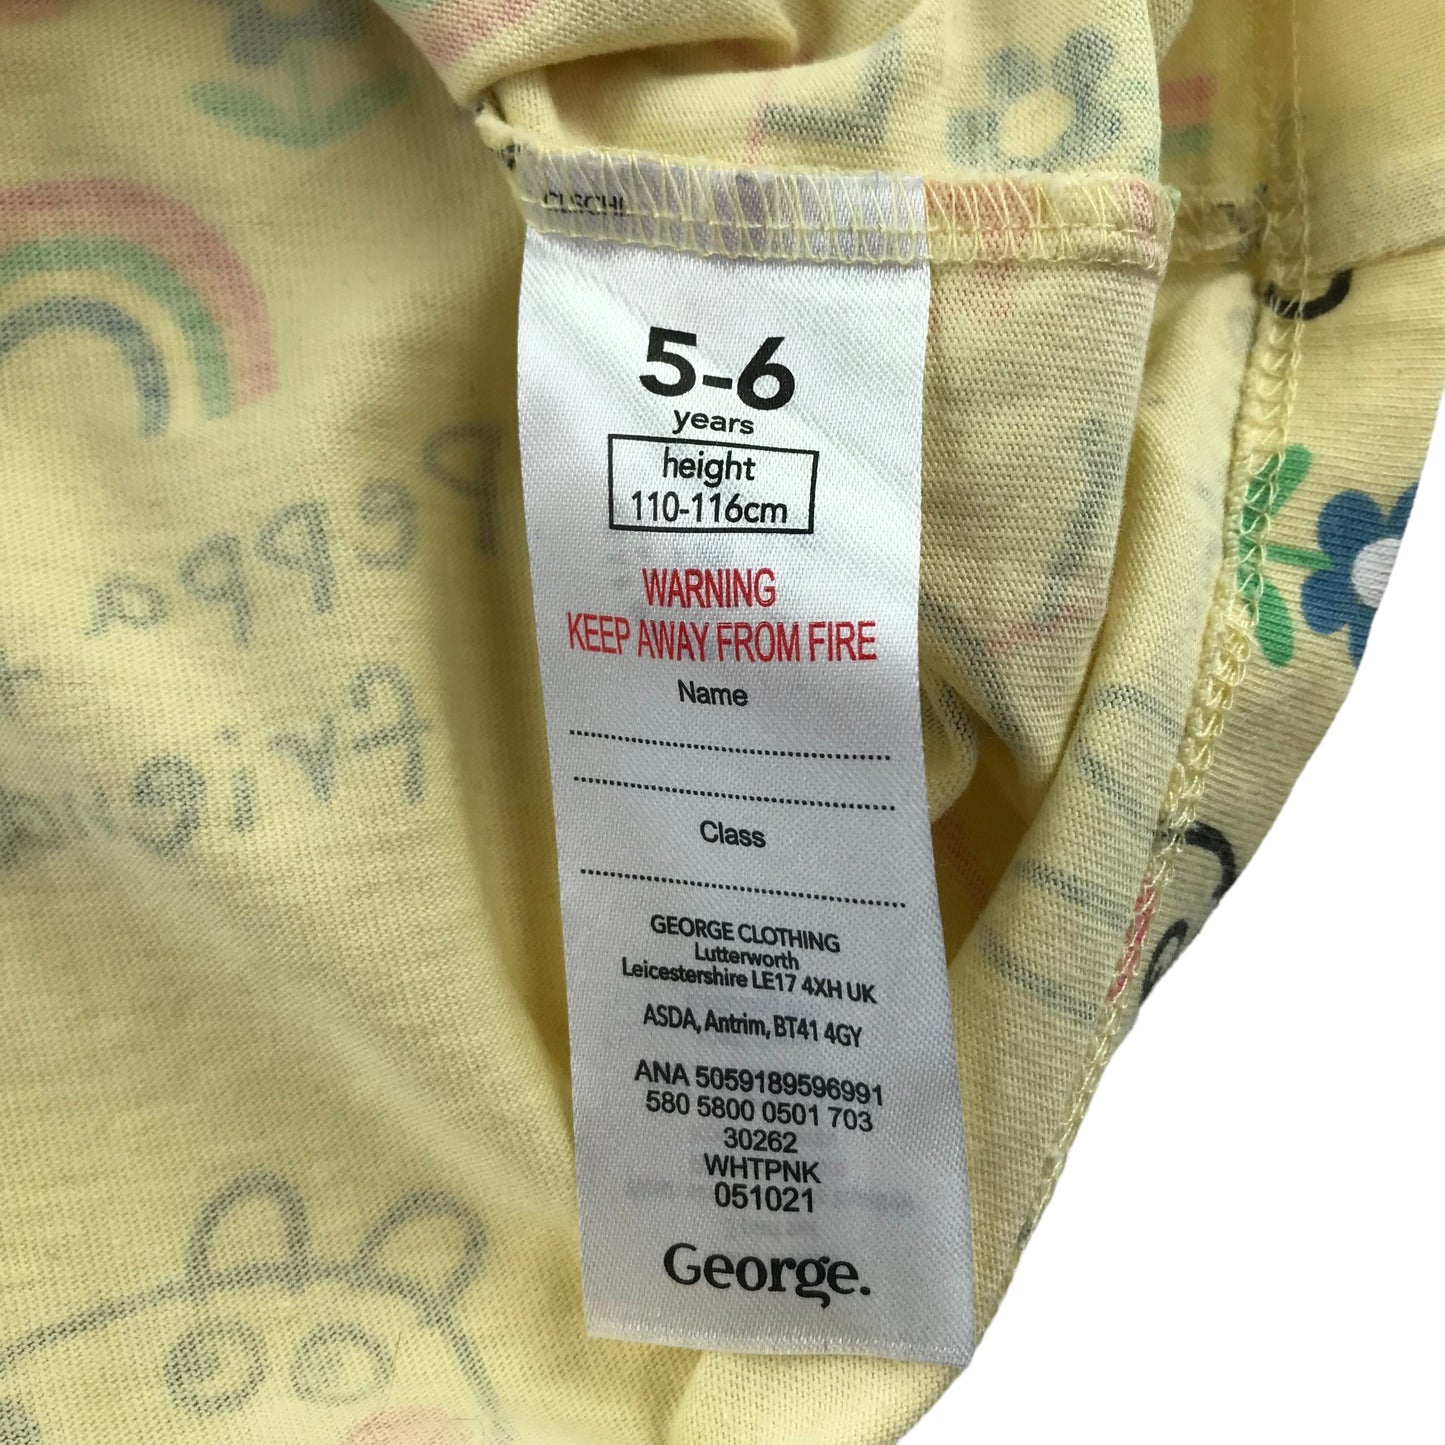 5-6
years
height
110-116cm
WARNING
KEEP AWAY FROM FIRE
Name
Class
GEORGE CLOTHING
Lutterworth
Leicestershire LE17 4XH UK
ASDA, Antrim, BT41 4GY
ANA 5059189596991
580 5800 0501 703
30262
WHTPNK
051021
George.
Peppa